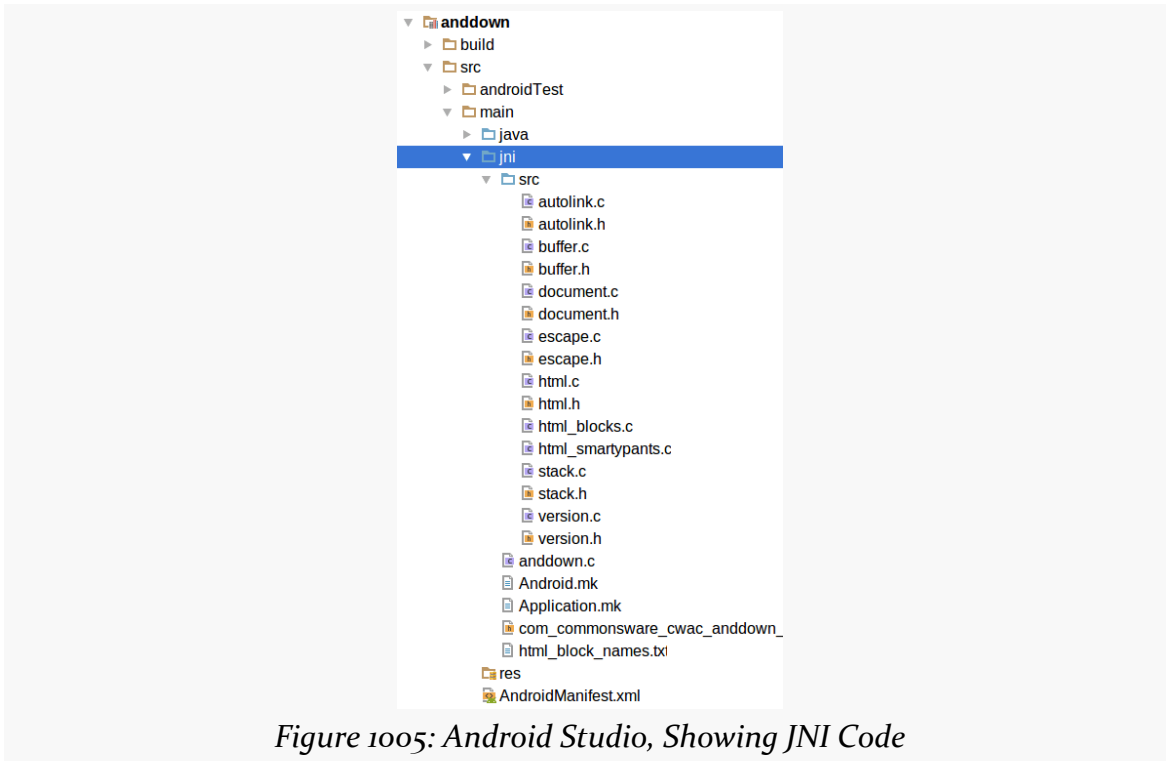 anddown
build
src
androidTest
main
java
jni
src
autolink.c
autolink.h
buffer.c
buffer.h
document.c
document.h
escape.c
escape.h
html.c
html.h
html_blocks.c
html_smartypants.c
stack.c
stack.h
version.c
version.h
anddown.c
Android.mk
Application.mk
com_commonsware_cwac_anddown_
html_block_names.txt
res
AndroidManifest.xml
Figure 1005: Android Studio, Showing JNI Code